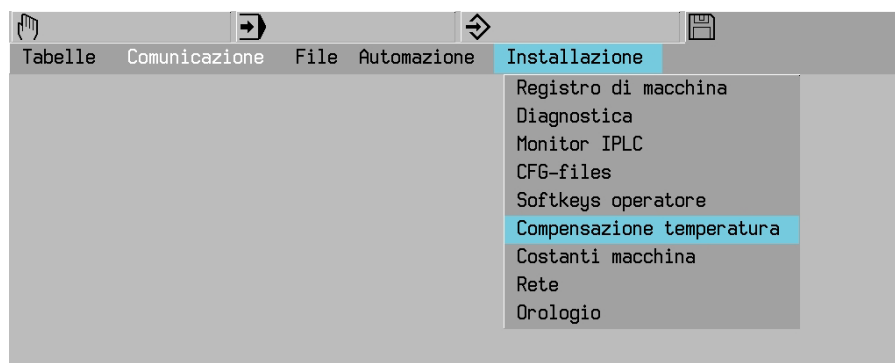 Tabelle Comunicazione File Automazione Installazione
Registro di macchina
Diagnostica
Monitor IPLC
CFG-files
Softkeys operatore
Compensazione temperatura
Costanti macchina
Rete
Orologio